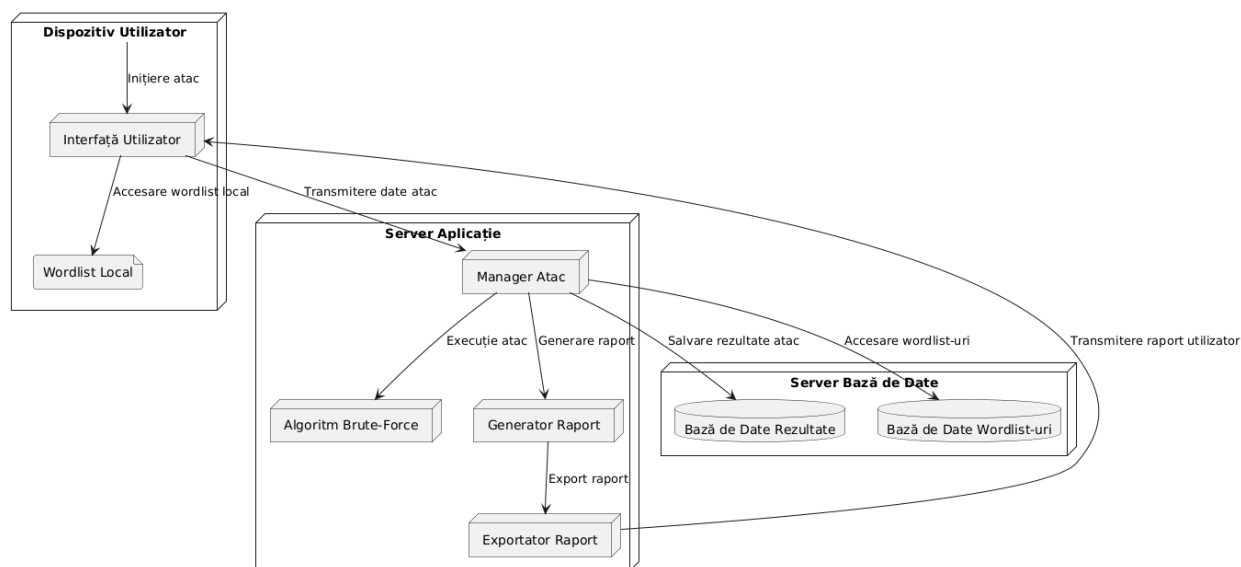 Dispozitiv Utilizator
Inițiere atac
Interfață Utilizator
Accesare wordlist local
Transmitere date atac
Wordlist Local
Server Aplicație
Manager Atac
Execuție atac
Generare raport
Salvare rezultate atac
Accesare wordlist-uri
Transmitere raport utilizator
Server Bază de Date
Algoritm Brute-Force
Generator Raport
Bază de Date Rezultate
Bază de Date Wordlist-uri
Export raport
Exportator Raport